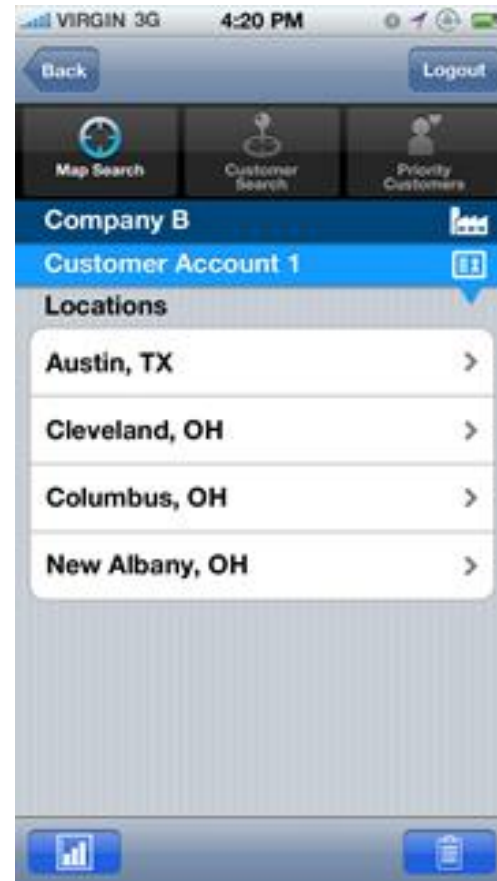 VIRGIN 3G 4:20 PM
Back Logout
Map Search Customer Search Priority Customers
Company B
Customer Account 1
Locations
Austin, TX
Cleveland, OH
Columbus, OH
New Albany, OH